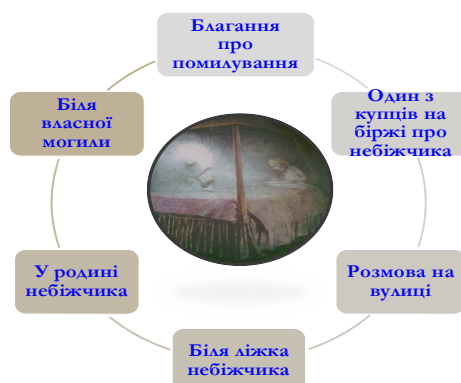 Благання
про
помилування
Один з
купців на
біржі про
небіжчика
Розмова на
вулиці
Біля ліжка
небіжчика
У родині
небіжчика
Біля
власної
могили